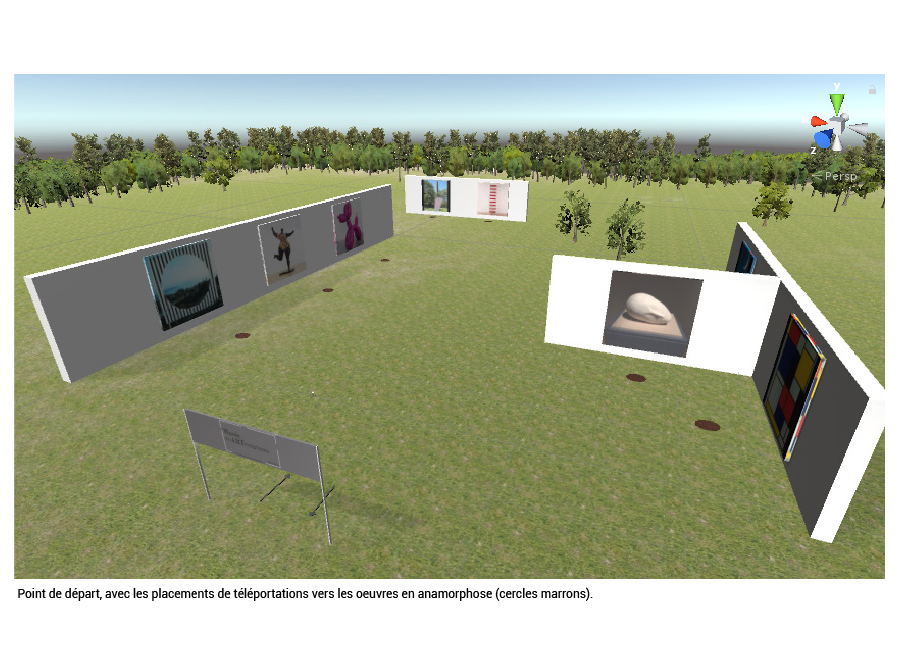 y
z
Persp
Point de départ, avec les placements de téléportations vers les oeuvres en anamorphose (cercles marrons).